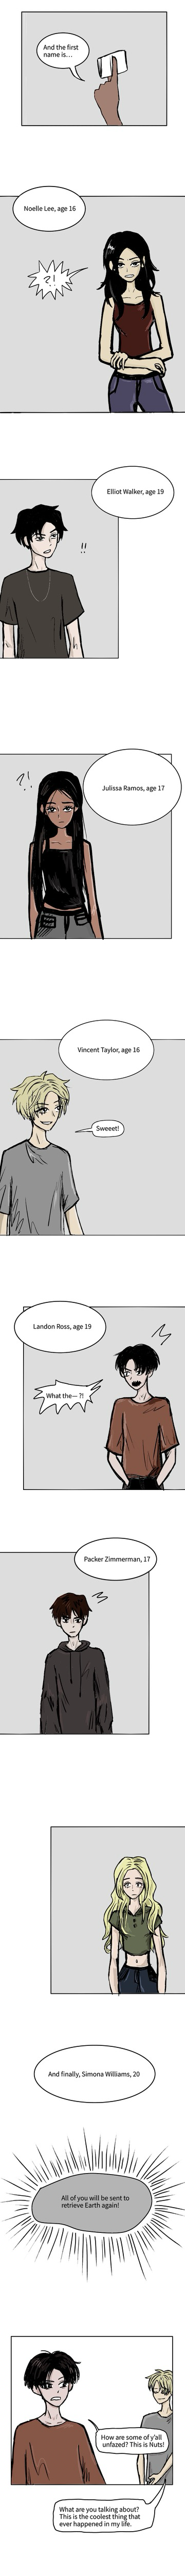 And the first
name is...
Noelle Lee, age 16
?!
Elliot Walker, age 19
!!
Julissa Ramos, age 17
?!
Vincent Taylor, age 16
Sweeet!
Landon Ross, age 19
What the— ?!
Packer Zimmerman, 17
And finally, Simona Williams, 20
All of you will be sent to
retrieve Earth again!
How are some of y'all
unfazed? This is Nuts!
What are you talking about?
This is the coolest thing that
ever happened in my life.